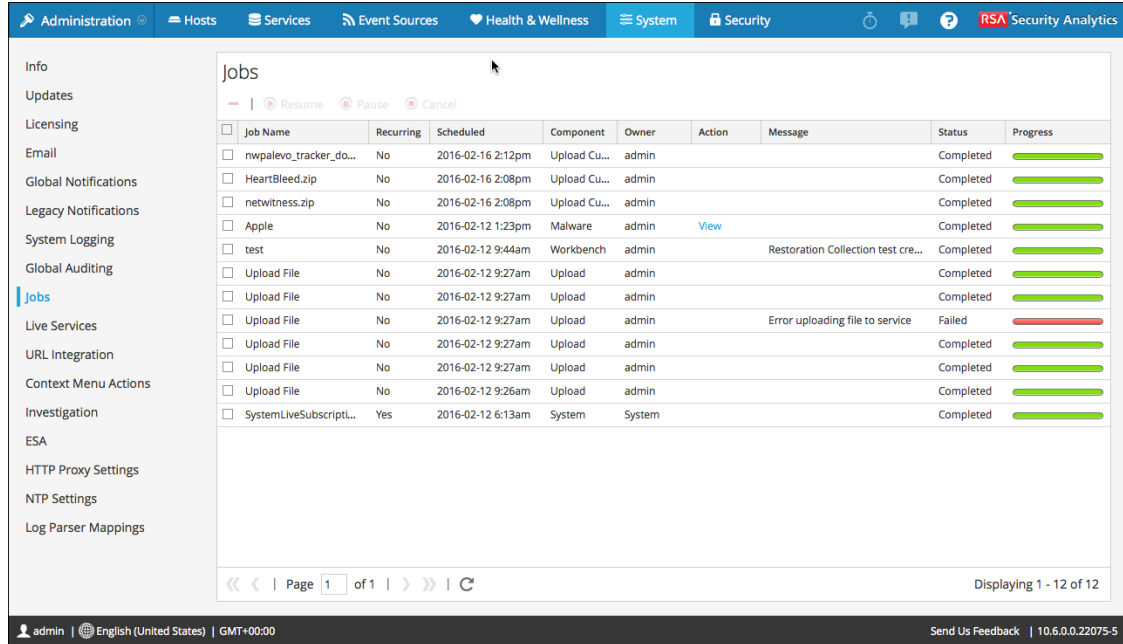 Administration Hosts Services Event Sources Health & Wellness System Security ? RSA Security Analytics
Info
Updates
Licensing
Email
Global Notifications
Legacy Notifications
System Logging
Global Auditing
Jobs
Live Services
URL Integration
Context Menu Actions
Investigation
ESA
HTTP Proxy Settings
NTP Settings
Log Parser Mappings
Jobs
Resume Pause Cancel
Job Name Recurring Scheduled Component Owner Action Message Status Progress
nwpalevo_tracker_do... No 2016-02-16 2:12pm Upload Cu... admin Completed
HeartBleed.zip No 2016-02-16 2:08pm Upload Cu... admin Completed
netwitness.zip No 2016-02-16 2:08pm Upload Cu... admin Completed
Apple No 2016-02-12 1:23pm Malware admin View Completed
test No 2016-02-12 9:44am Workbench admin Restoration Collection test cre... Completed
Upload File No 2016-02-12 9:27am Upload admin Completed
Upload File No 2016-02-12 9:27am Upload admin Completed
Upload File No 2016-02-12 9:27am Upload admin Error uploading file to service Failed
Upload File No 2016-02-12 9:27am Upload admin Completed
Upload File No 2016-02-12 9:27am Upload admin Completed
Upload File No 2016-02-12 9:26am Upload admin Completed
SystemLiveSubscripti... Yes 2016-02-12 6:13am System System Completed
| Page 1 of 1 | | Displaying 1 - 12 of 12
admin | English (United States) | GMT+00:00 Send Us Feedback | 10.6.0.0.22075-5